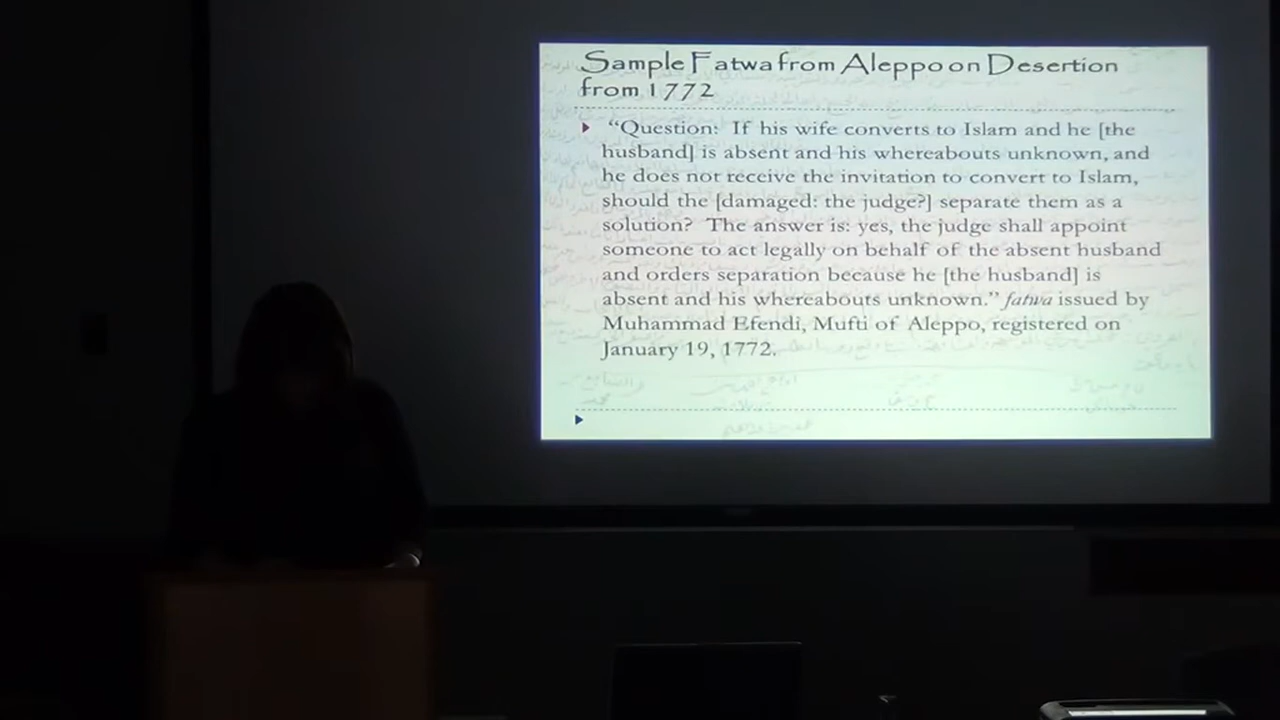 Sample Fatwa from Aleppo on Desertion
from 1772
“Question: If his wife converts to Islam and he [the
husband] is absent and his whereabouts unknown, and
he does not receive the invitation to convert to Islam,
should the [damaged: the judge?] separate them as a
solution? The answer is: yes, the judge shall appoint
someone to act legally on behalf of the absent husband
and orders separation because he [the husband] is
absent and his whereabouts unknown.” fatwa issued by
Muhammad Efendi, Mufti of Aleppo, registered on
January 19, 1772.